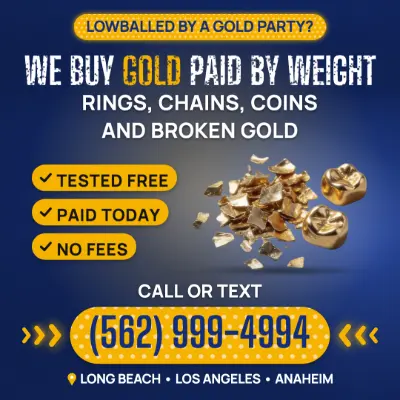 LOWBALLED BY A GOLD PARTY?
WE BUY GOLD PAID BY WEIGHT
RINGS, CHAINS, COINS
AND BROKEN GOLD
✓ TESTED FREE
✓ PAID TODAY
✓ NO FEES
CALL OR TEXT
(562) 999-4994
LONG BEACH • LOS ANGELES • ANAHEIM